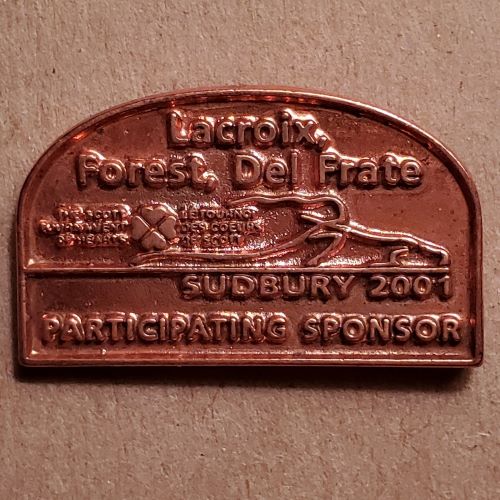 Lacroix,
Forest, Del Frate
THE SCOTT
TOURNAMENT
OF HEARTS
LE TOURNOI
DES COEURS
SCOTT
SUDBURY 2001
PARTICIPATING SPONSOR